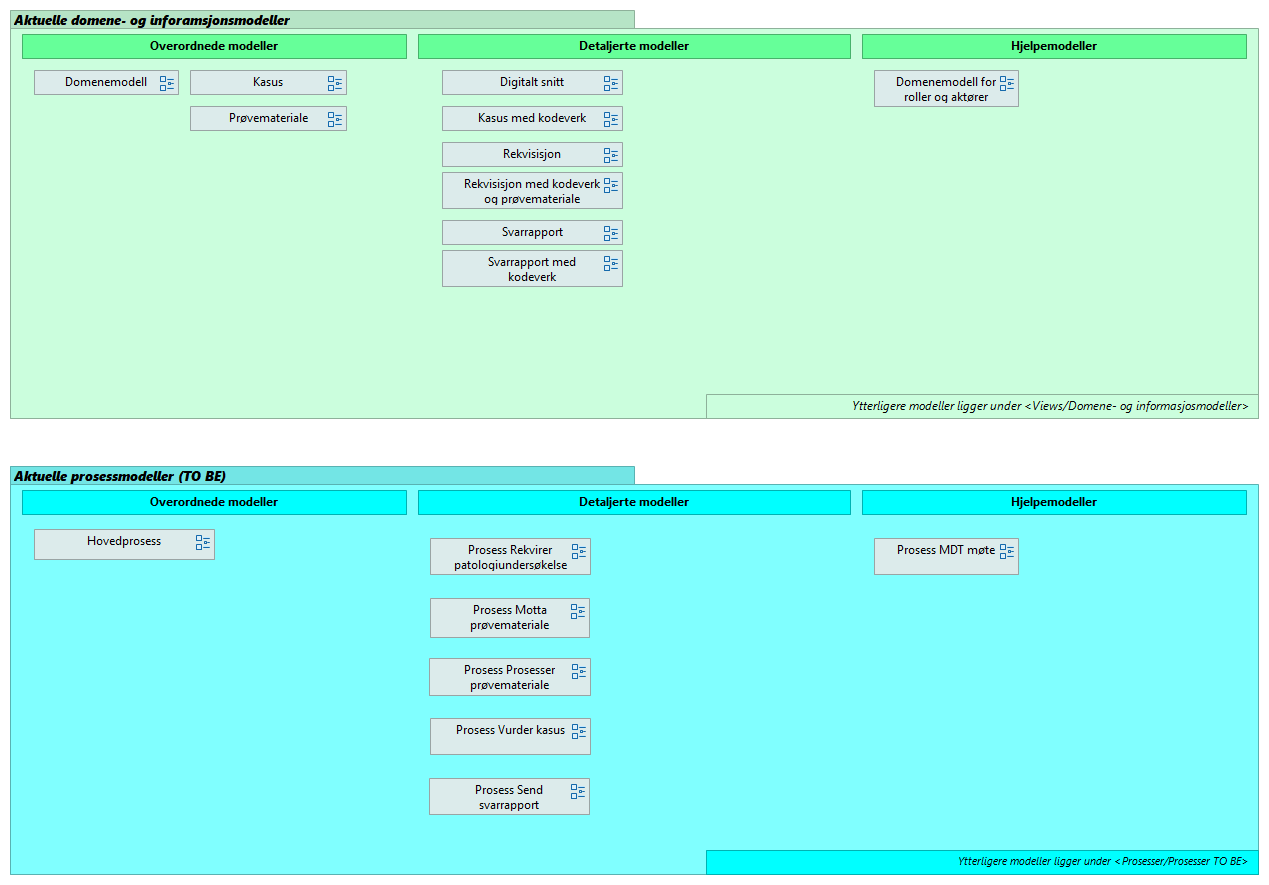 Aktuelle domene- og inforamsjonsmodeller
Overordnede modeller
Detaljerte modeller
Hjelpemodeller
Domenemodell
Kasus
Prøvemateriale
Digitalt snitt
Kasus med kodeverk
Rekvisisjon
Rekvisisjon med kodeverk
og prøvemateriale
Svarrapport
Svarrapport med
kodeverk
Domenemodell for
roller og aktører
Ytterligere modeller ligger under <Views/Domene- og informasjosmodeller>
Aktuelle prosessmodeller (TO BE)
Overordnede modeller
Detaljerte modeller
Hjelpemodeller
Hovedprosess
Prosess Rekvirer
patologiundersøkelse
Prosess Motta
prøvemateriale
Prosess Prosesser
prøvemateriale
Prosess Vurder kasus
Prosess Send
svarrapport
Prosess MDT møte
Ytterligere modeller ligger under <Prosesser/Prosesser TO BE>